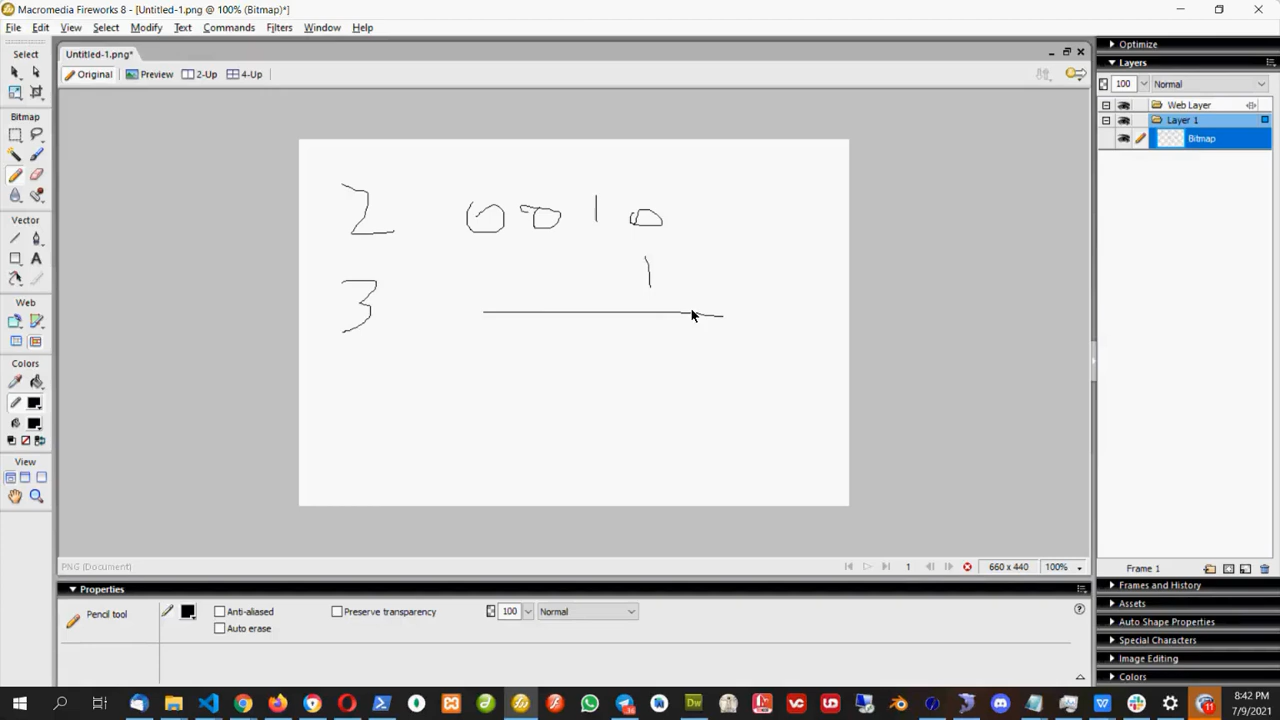 Macromedia Fireworks 8 - [Untitled-1.png @ 100% (Bitmap)*]
File Edit View Select Modify Text Commands Filters Window Help
Select
Untitled-1.png*
Original Preview 2-Up 4-Up
Bitmap
Vector
Web
Colors
View
2 0010
3 1
PNG (Document) 1 660 x 440 100%
Optimize
Layers
100 Normal
Web Layer
Layer 1
Bitmap
Frame 1
Frames and History
Assets
Auto Shape Properties
Special Characters
Image Editing
Colors
Properties
Pencil tool Anti-aliased Preserve transparency 100 Normal
Auto erase
8:42 PM
7/9/2021